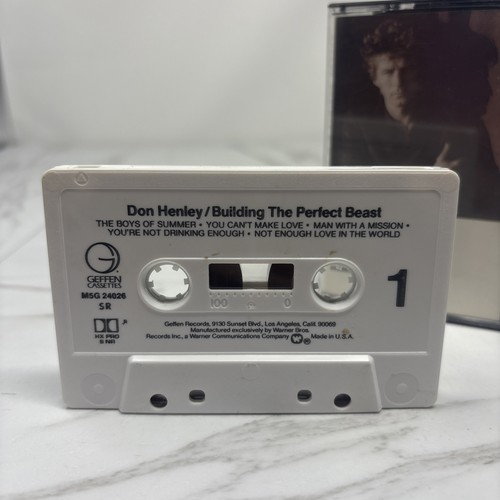 Don Henley/Building The Perfect Beast
THE BOYS OF SUMMER • YOU CAN'T MAKE LOVE • MAN WITH A MISSION •
YOU'RE NOT DRINKING ENOUGH • NOT ENOUGH LOVE IN THE WORLD
G
GEFFEN
CASSETTES
M5G 24026
SR
1
100 0
HX PRO
B NR
Geffen Records, 9130 Sunset Blvd., Los Angeles, Calif. 90069
Manufactured exclusively by Warner Bros.
Records Inc., a Warner Communications Company ® Made in U.S.A.